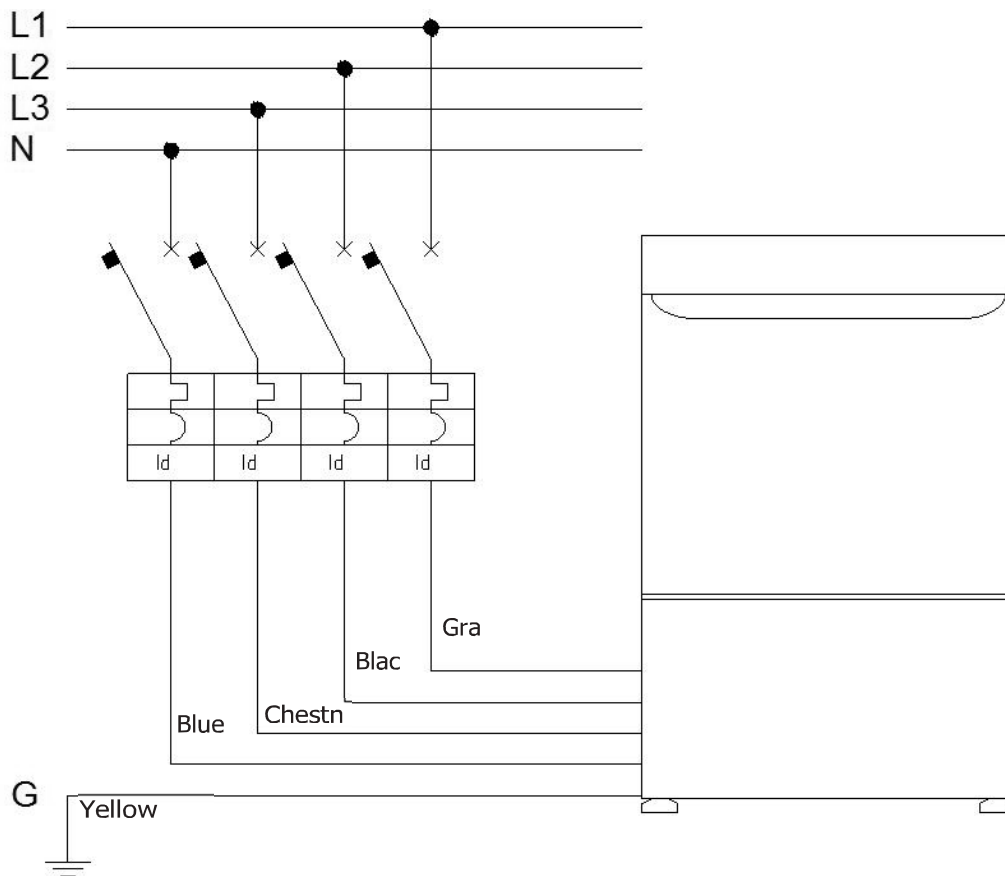 L1
L2
L3
N
Id Id Id Id
Gra
Blac
Chestn
Blue
G
Yellow